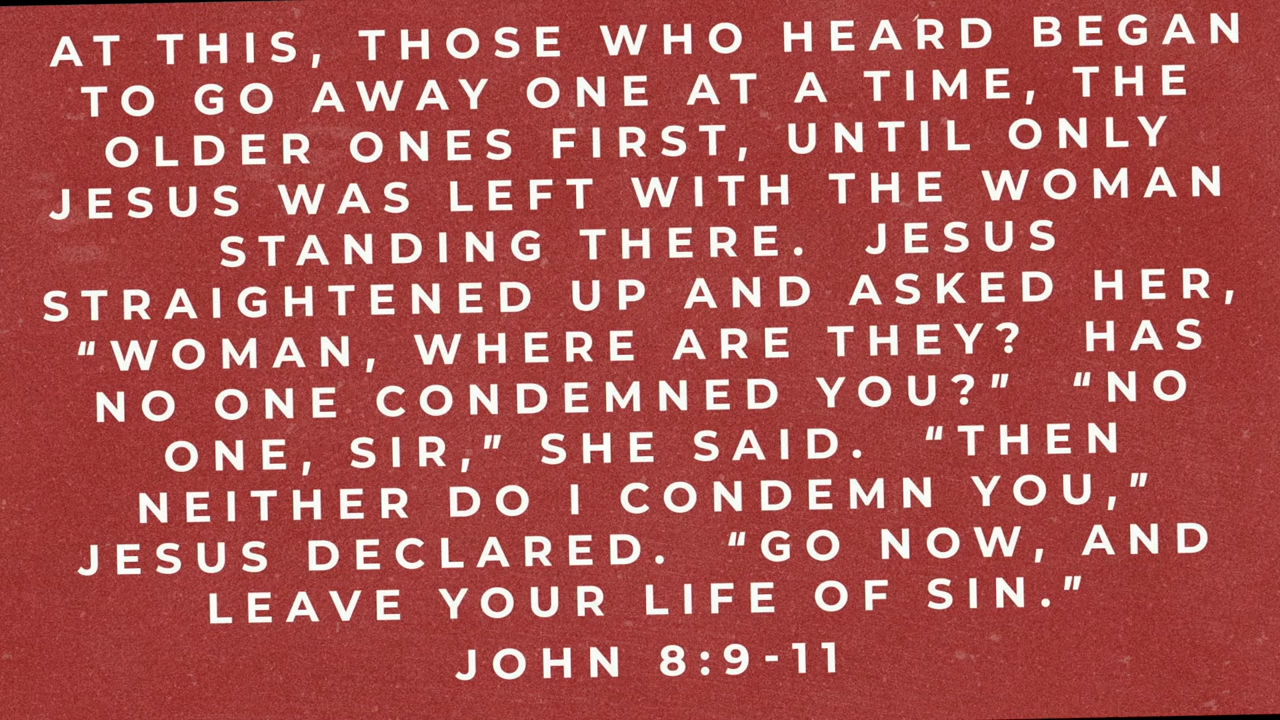 AT THIS, THOSE WHO HEARD BEGAN
TO GO AWAY ONE AT A TIME, THE
OLDER ONES FIRST, UNTIL ONLY
JESUS WAS LEFT WITH THE WOMAN
STANDING THERE.  JESUS
STRAIGHTENED UP AND ASKED HER,
“WOMAN, WHERE ARE THEY?  HAS
NO ONE CONDEMNED YOU?”  “NO
ONE, SIR,” SHE SAID.  “THEN
NEITHER DO I CONDEMN YOU,”
JESUS DECLARED.  “GO NOW, AND
LEAVE YOUR LIFE OF SIN.”
JOHN 8:9-11